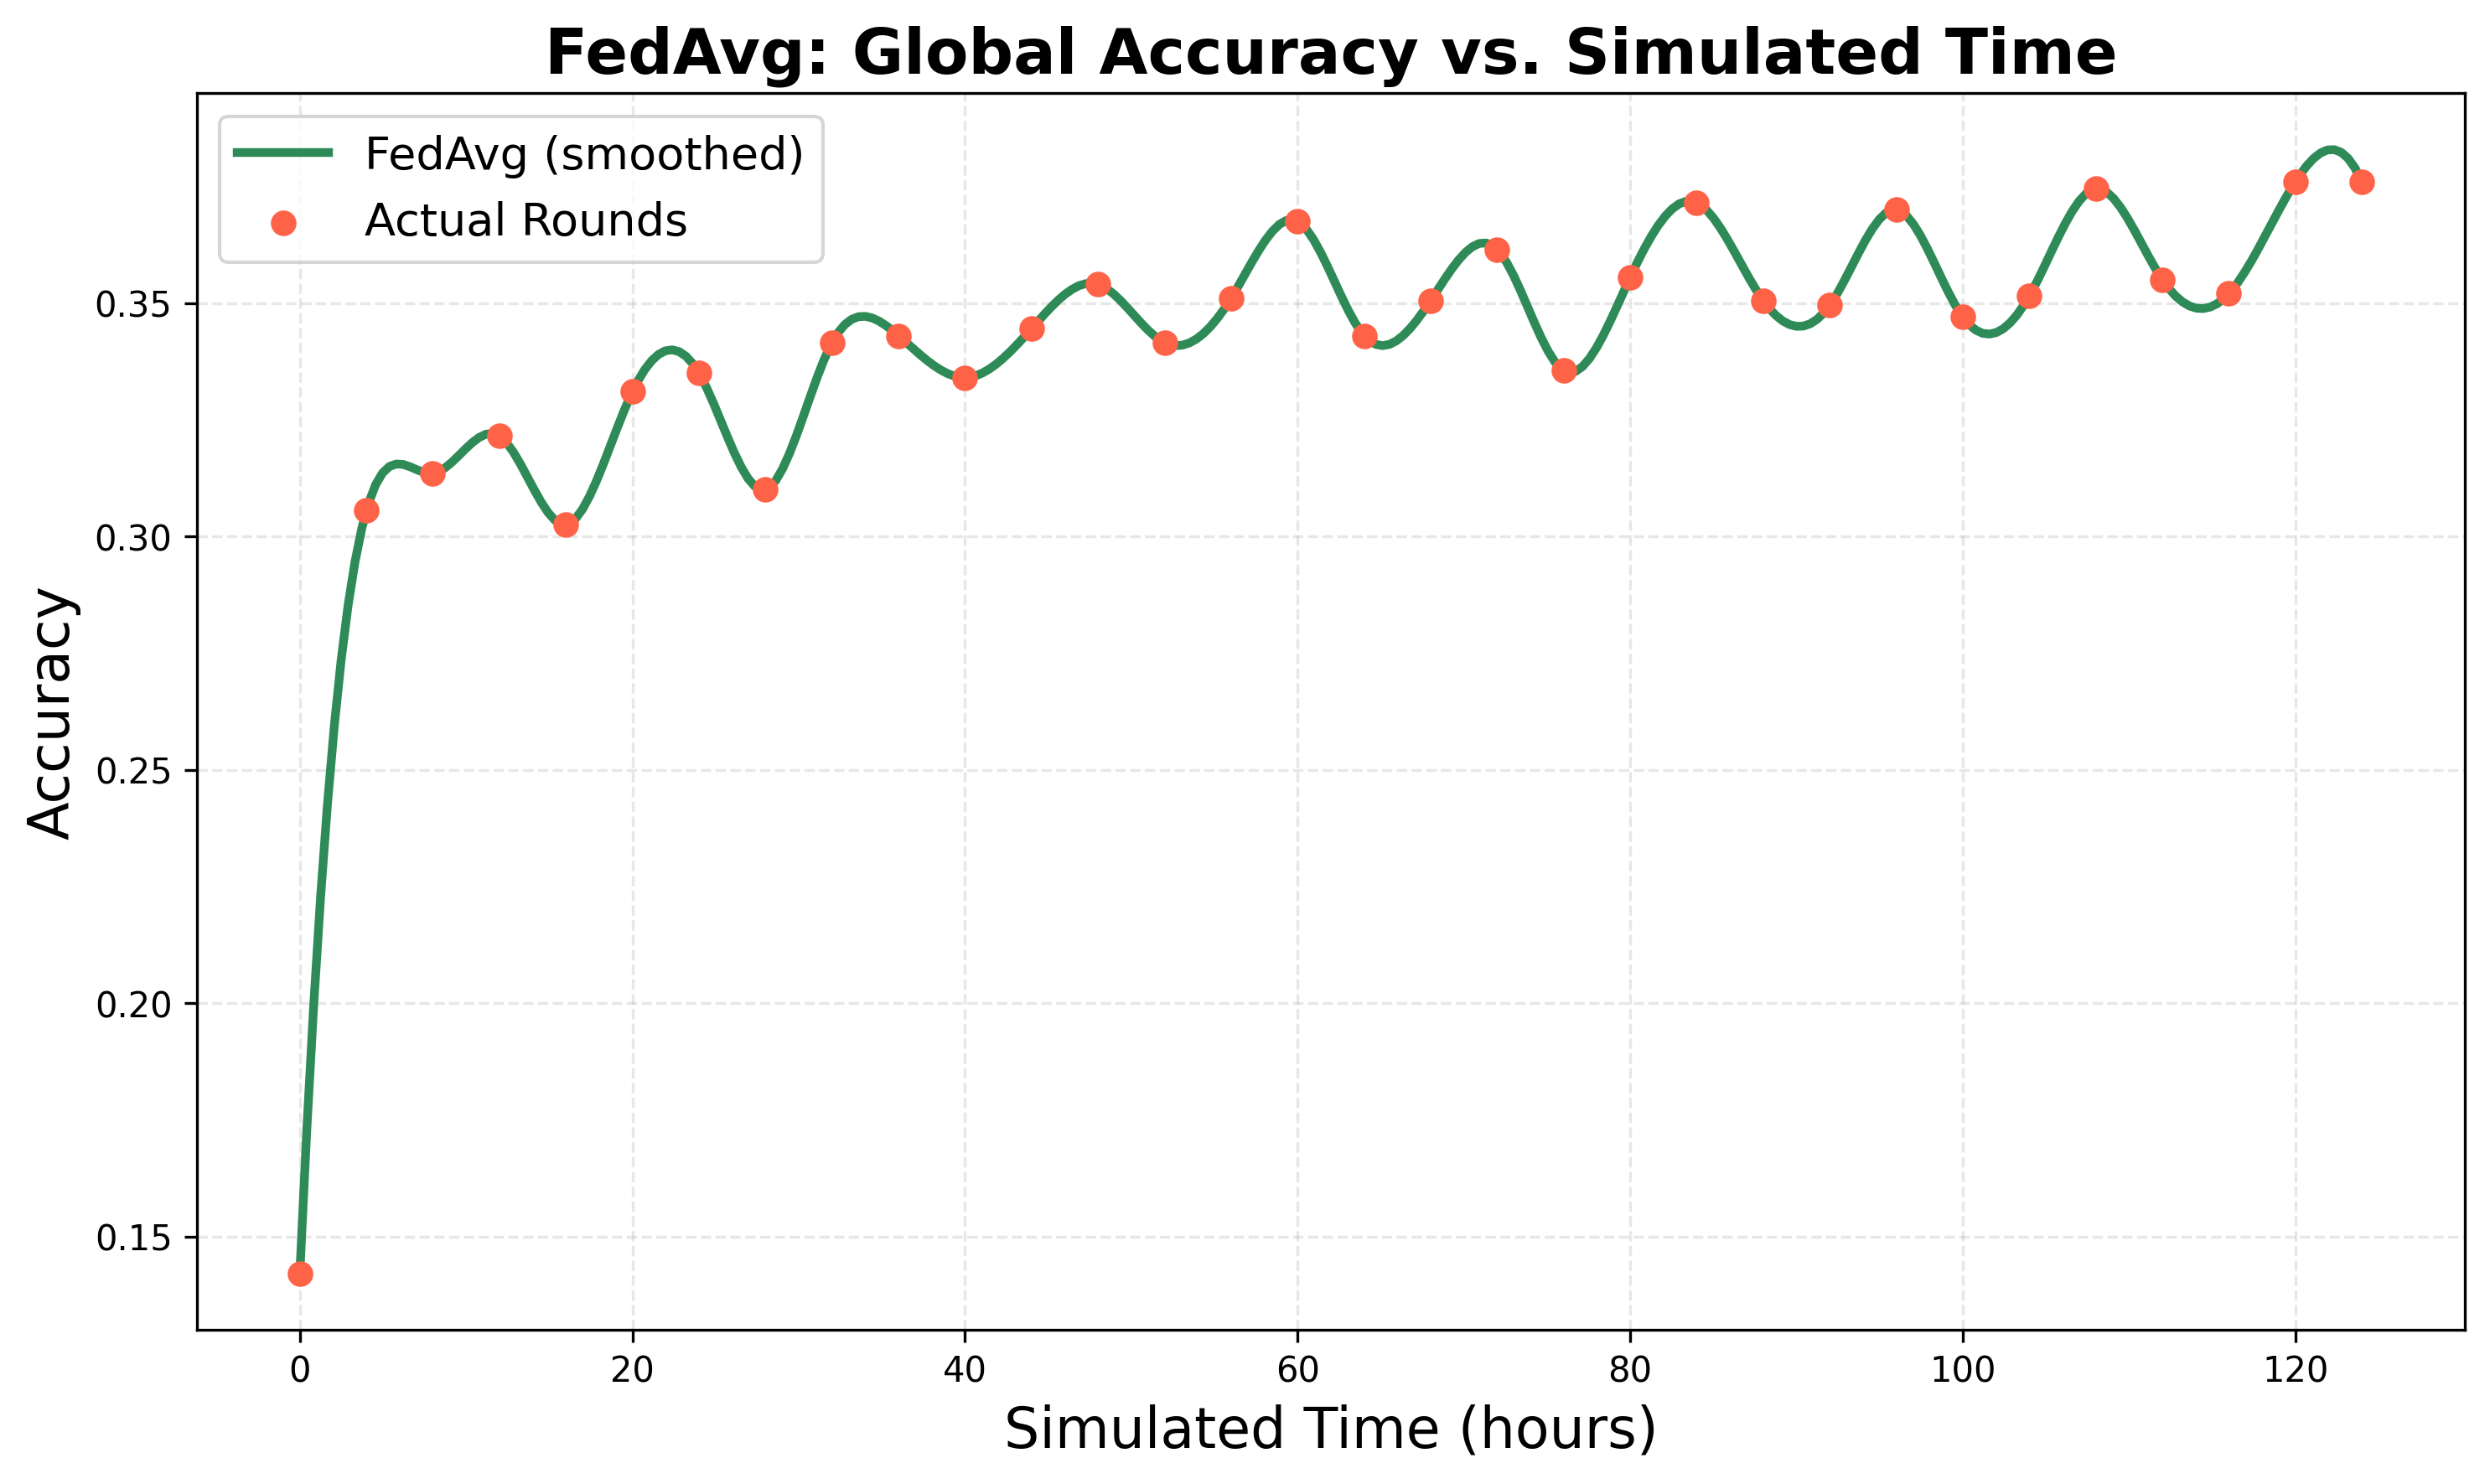 FedAvg: Global Accuracy vs. Simulated Time
FedAvg (smoothed)
Actual Rounds
Accuracy
0.35
0.30
0.25
0.20
0.15
0 20 40 60 80 100 120
Simulated Time (hours)